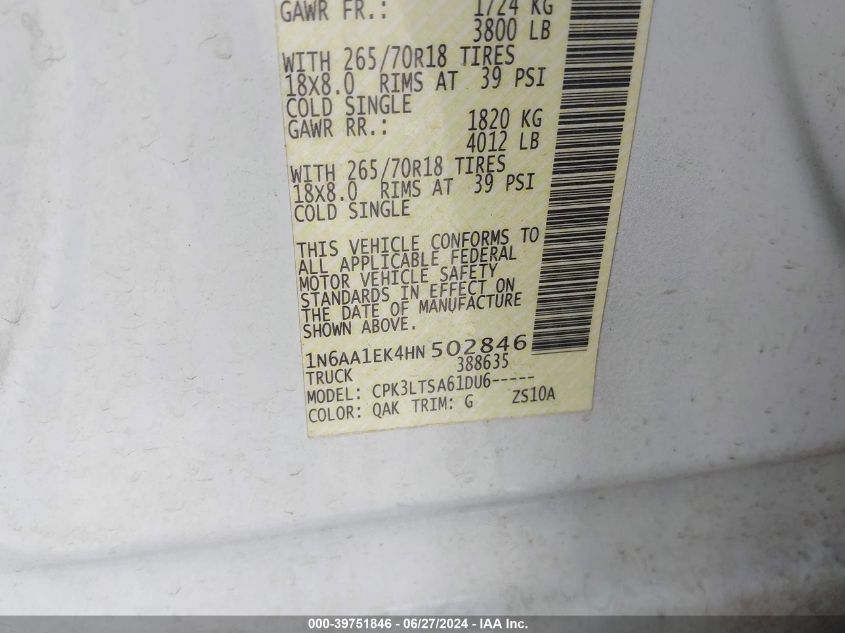 GAWR FR.: 1724 KG
3800 LB
WITH 265/70R18 TIRES
18X8.0 RIMS AT 39 PSI
COLD SINGLE
GAWR RR.: 1820 KG
4012 LB
WITH 265/70R18 TIRES
18X8.0 RIMS AT 39 PSI
COLD SINGLE
THIS VEHICLE CONFORMS TO
ALL APPLICABLE FEDERAL
MOTOR VEHICLE SAFETY
STANDARDS IN EFFECT ON
THE DATE OF MANUFACTURE
SHOWN ABOVE.
1N6AA1EK4HN 502846
TRUCK 388635
MODEL: CPK3LTSA61DU6-----
COLOR: QAK TRIM: G ZS10A
000-39751846 / 06/27/2024 — IAA Inc.